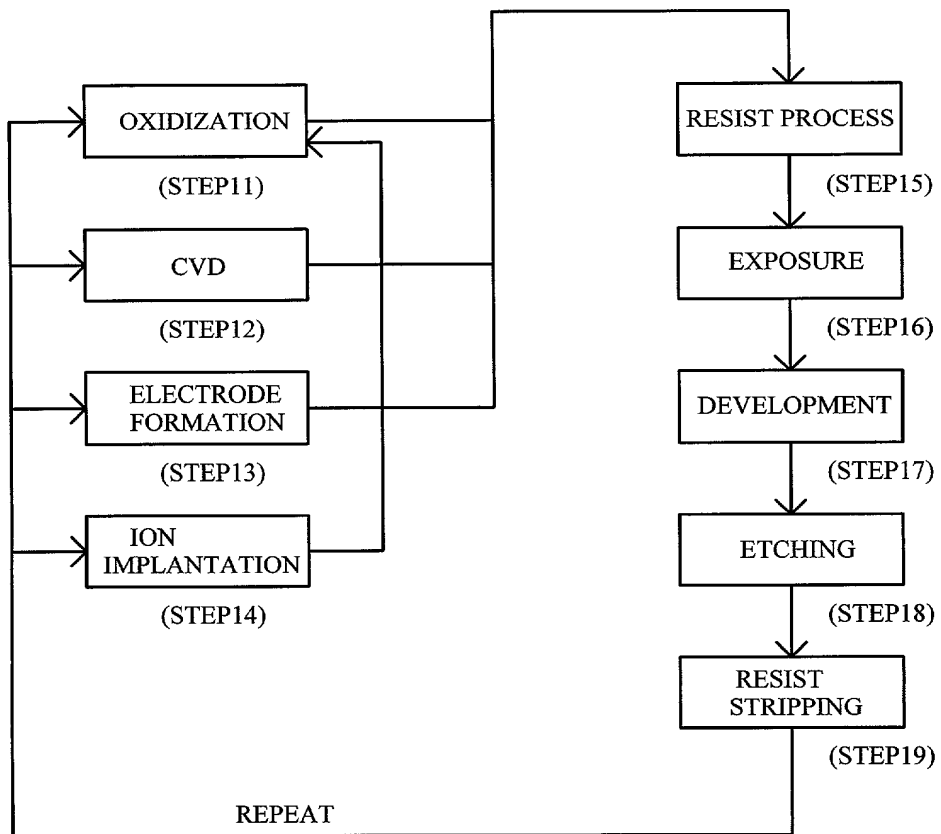 OXIDIZATION
(STEP11)
CVD
(STEP12)
ELECTRODE
FORMATION
(STEP13)
ION
IMPLANTATION
(STEP14)
RESIST PROCESS
(STEP15)
EXPOSURE
(STEP16)
DEVELOPMENT
(STEP17)
ETCHING
(STEP18)
RESIST
STRIPPING
(STEP19)
REPEAT